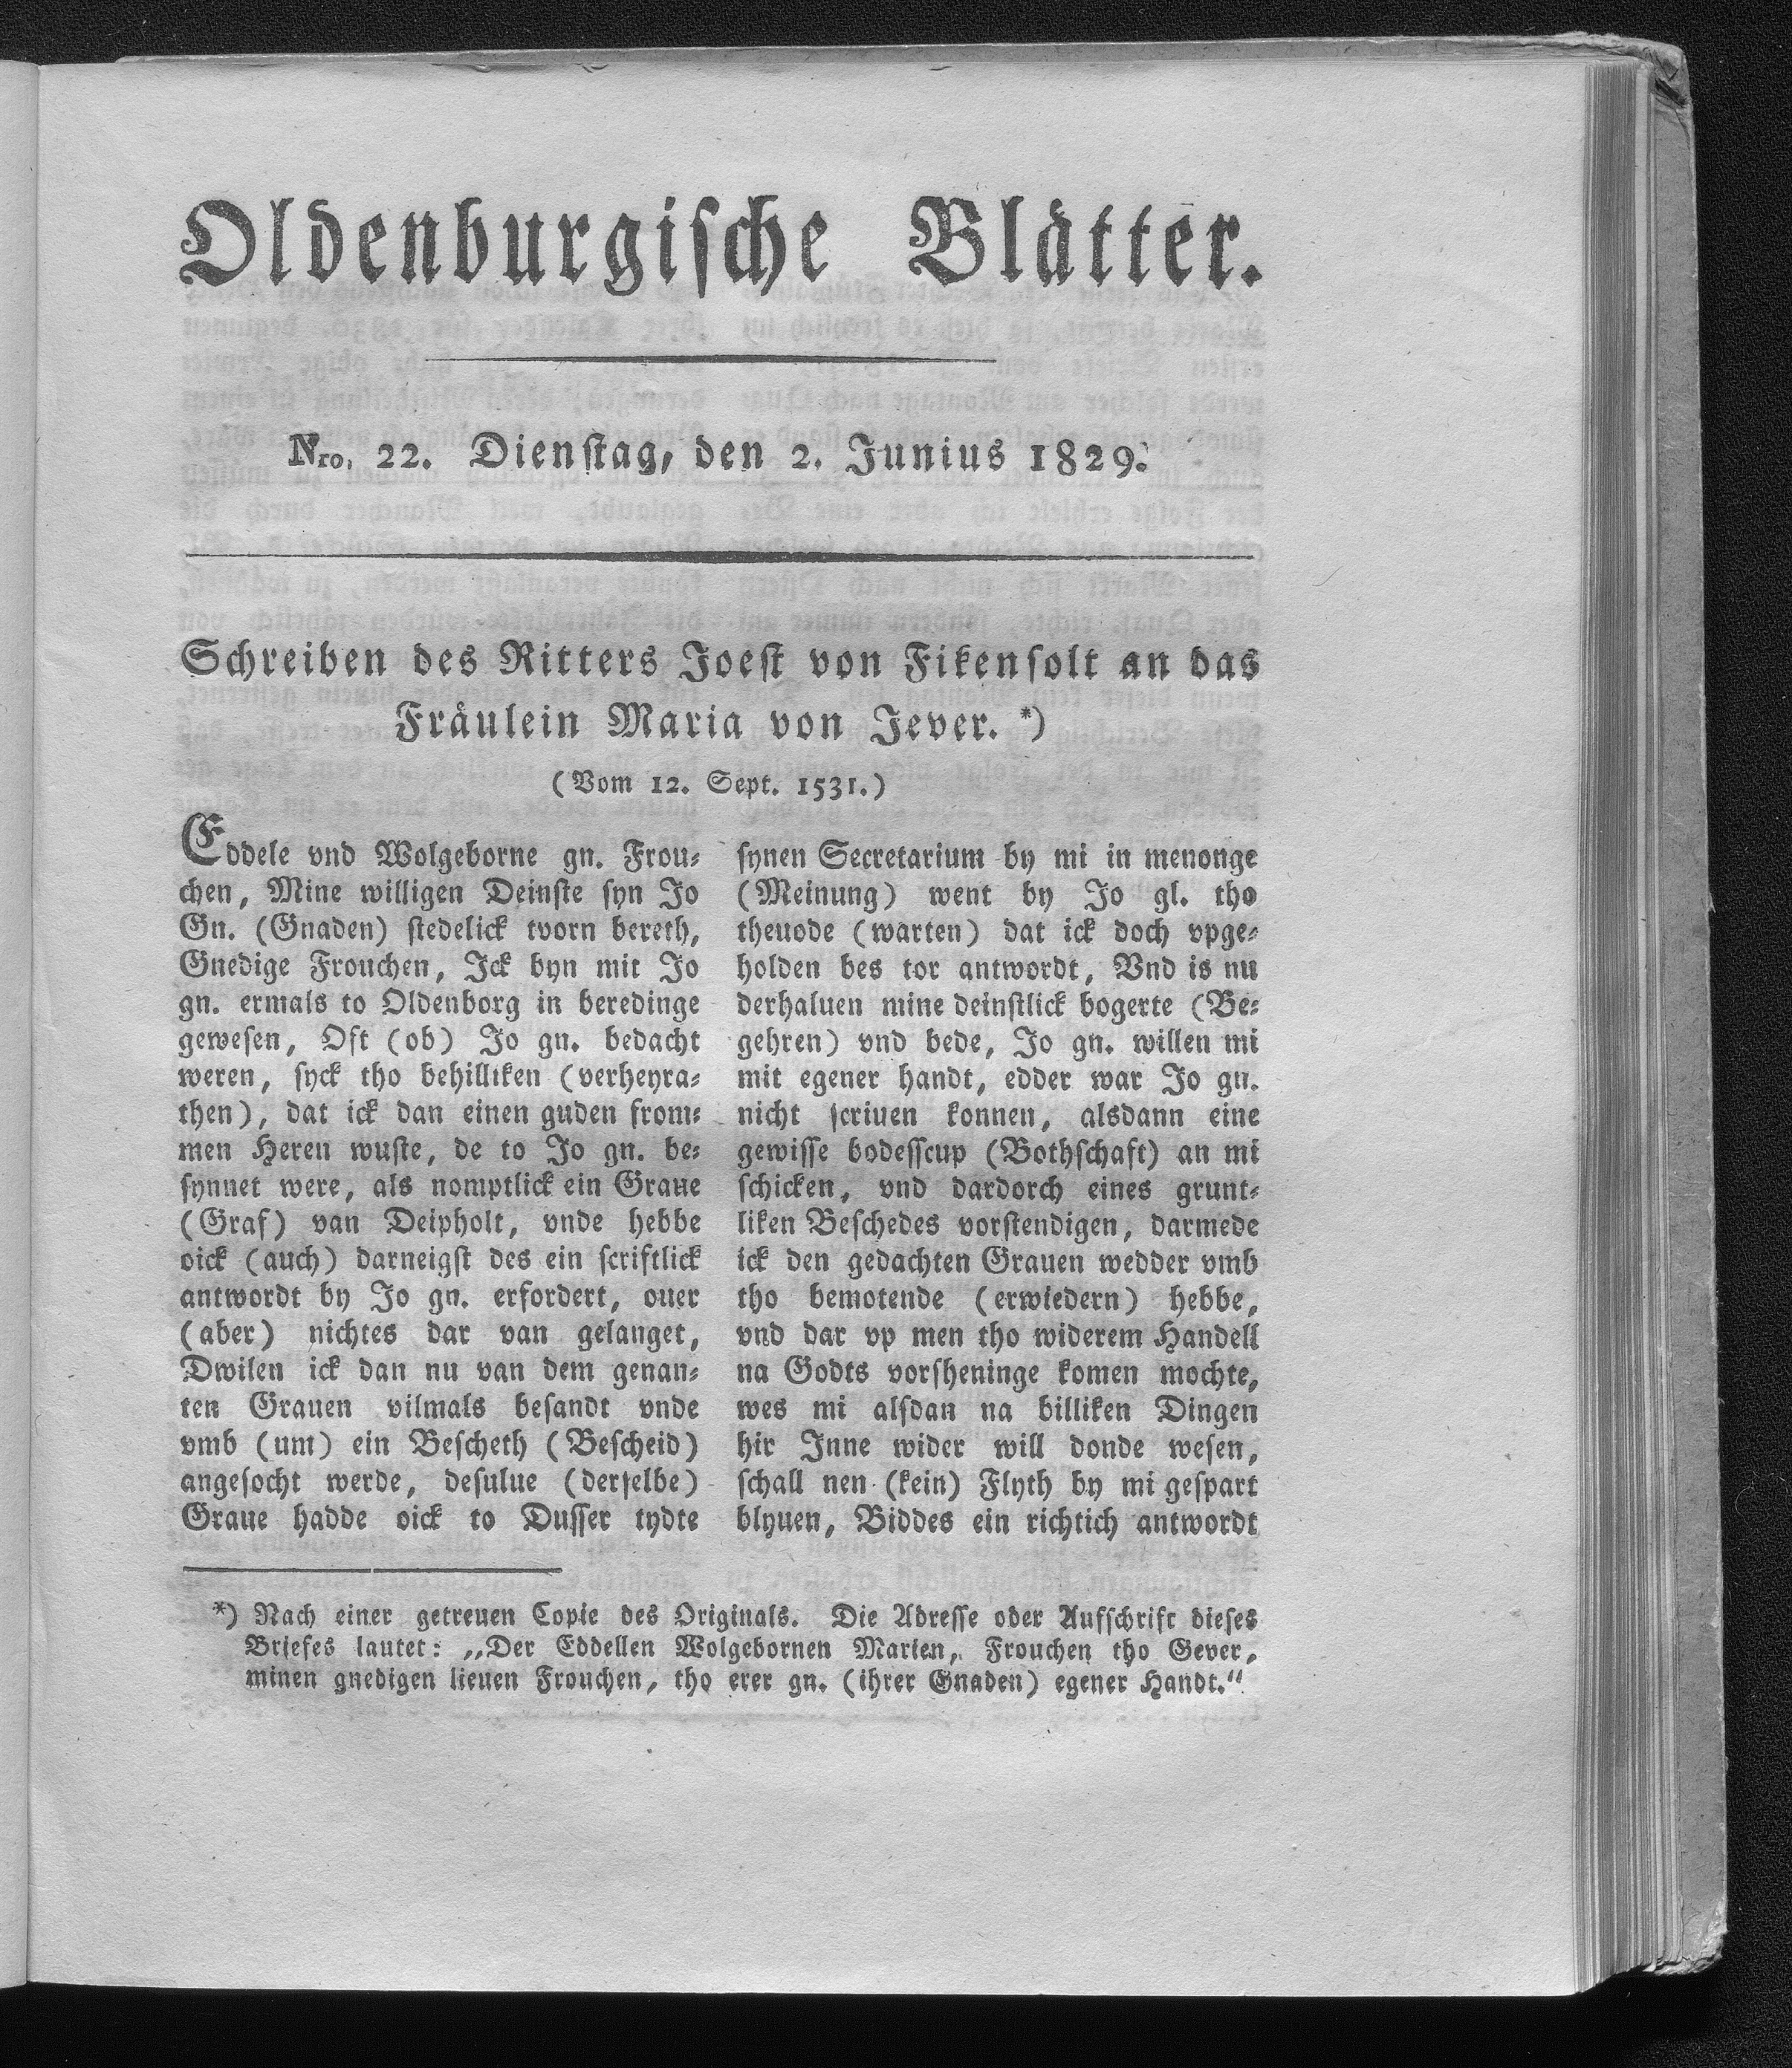 Oldenburgische Blätter.
Nro. 22. Dienstag, den 2. Junius 1829.
Schreiben des Ritters Joest von Fikensolt an das
Fräulein Maria von Jever. *)
(Vom 12. Sept. 1531.)
Eddele vnd Wolgeborne gn. Frou-
chen, Mine willigen Deinste syn Jo
Gn. (Gnaden) stedelick tvorn bereth,
Gnedige Frouchen, Ick byn mit Jo
gn. ermals to Oldenborg in beredinge
gewesen, Oft (ob) Jo gn. bedacht
weren, syck tho behilliken (verheyra-
then), dat ick dan einen guden from-
men Heren wuste, de to Jo gn. be-
synnet were, als nomptlick ein Graue
(Graf) van Deipholt, vnde hebbe
oick (auch) darneigst des ein scriftlick
antwordt by Jo gn. erfordert, ouer
(aber) nichtes dar van gelanget,
Dwilen ick dan nu van dem genan-
ten Grauen vilmals besandt vnde
vmb (um) ein Bescheth (Bescheid)
angesocht werde, desulue (derselbe)
Graue hadde oick to Dusser tydte
synen Secretarium by mi in menonge
(Meinung) went by Jo gl. tho
theuode (warten) dat ick doch vpge-
holden bes tor antwordt, Vnd is nu
derhaluen mine deinstlick bogerte (Be-
gehren) vnd bede, Jo gn. willen mi
mit egener handt, edder war Jo gn.
nicht scriuen konnen, alsdann eine
gewisse bodesscup (Bothschaft) an mi
schicken, vnd dardorch eines grunt-
liken Beschedes vorstendigen, darmede
ick den gedachten Grauen wedder vmb
tho bemotende (erwiedern) hebbe,
vnd dar vp men tho widerem Handell
na Godts vorsheninge komen mochte,
wes mi alsdan na billiken Dingen
hir Inne wider will donde wesen,
schall nen (kein) Flyth by mi gespart
blyuen, Biddes ein richtich antwordt
*) Nach einer getreuen Copie des Originals. Die Adresse oder Aufschrift dieses
Briefes lautet: „Der Eddellen Wolgebornen Marien, Frouchen tho Gever,
minen gnedigen lieuen Frouchen, tho erer gn. (ihrer Gnaden) egener Handt.“